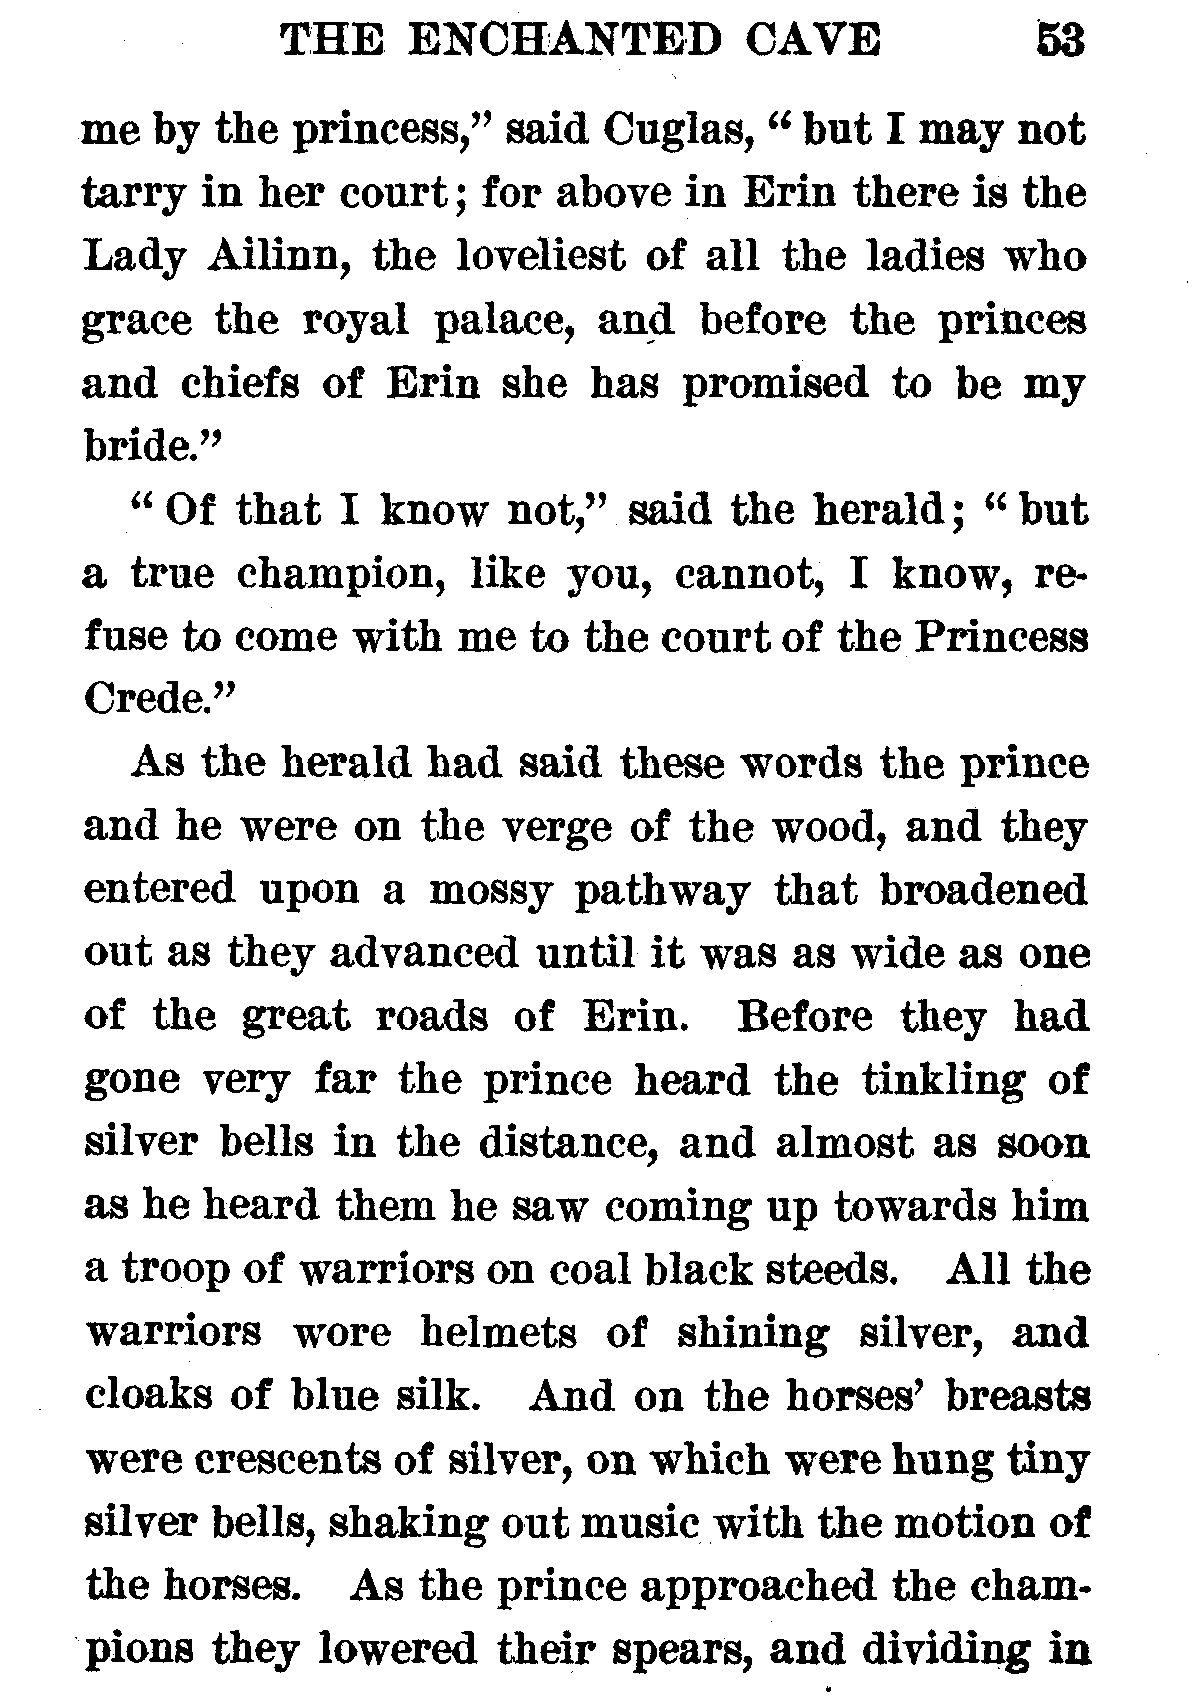 THE ENCHANTED CAVE 53
me by the princess,” said Cuglas, “ but I may not
tarry in her court; for above in Erin there is the
Lady Ailinn, the loveliest of all the ladies who
grace the royal palace, and before the princes
and chiefs of Erin she has promised to be my
bride.”
“ Of that I know not,” said the herald; “ but
a true champion, like you, cannot, I know, re-
fuse to come with me to the court of the Princess
Crede.”
As the herald had said these words the prince
and he were on the verge of the wood, and they
entered upon a mossy pathway that broadened
out as they advanced until it was as wide as one
of the great roads of Erin. Before they had
gone very far the prince heard the tinkling of
silver bells in the distance, and almost as soon
as he heard them he saw coming up towards him
a troop of warriors on coal black steeds. All the
warriors wore helmets of shining silver, and
cloaks of blue silk. And on the horses’ breasts
were crescents of silver, on which were hung tiny
silver bells, shaking out music with the motion of
the horses. As the prince approached the cham-
pions they lowered their spears, and dividing in